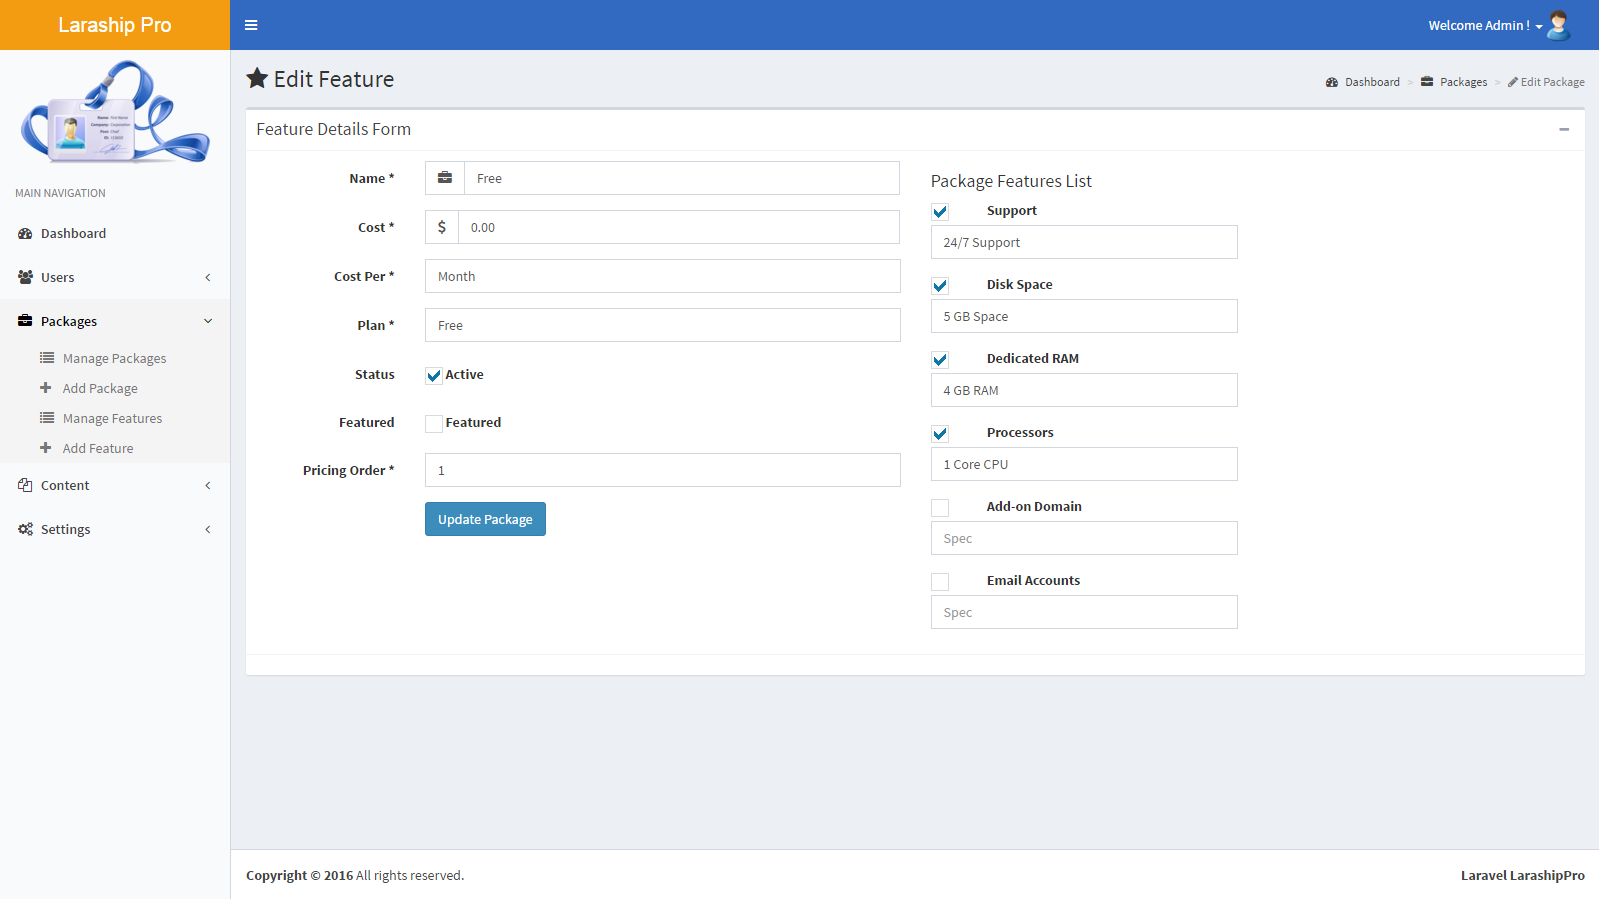 Laraship Pro
Welcome Admin !
Edit Feature
Dashboard > Packages > Edit Package
Feature Details Form
MAIN NAVIGATION
Dashboard
Users
Packages
Manage Packages
Add Package
Manage Features
Add Feature
Content
Settings
Name *
Free
Cost *
$ 0.00
Cost Per *
Month
Plan *
Free
Status
Active
Featured
Featured
Pricing Order *
1
Update Package
Package Features List
Support
24/7 Support
Disk Space
5 GB Space
Dedicated RAM
4 GB RAM
Processors
1 Core CPU
Add-on Domain
Spec
Email Accounts
Spec
Copyright © 2016 All rights reserved.
Laravel LarashipPro